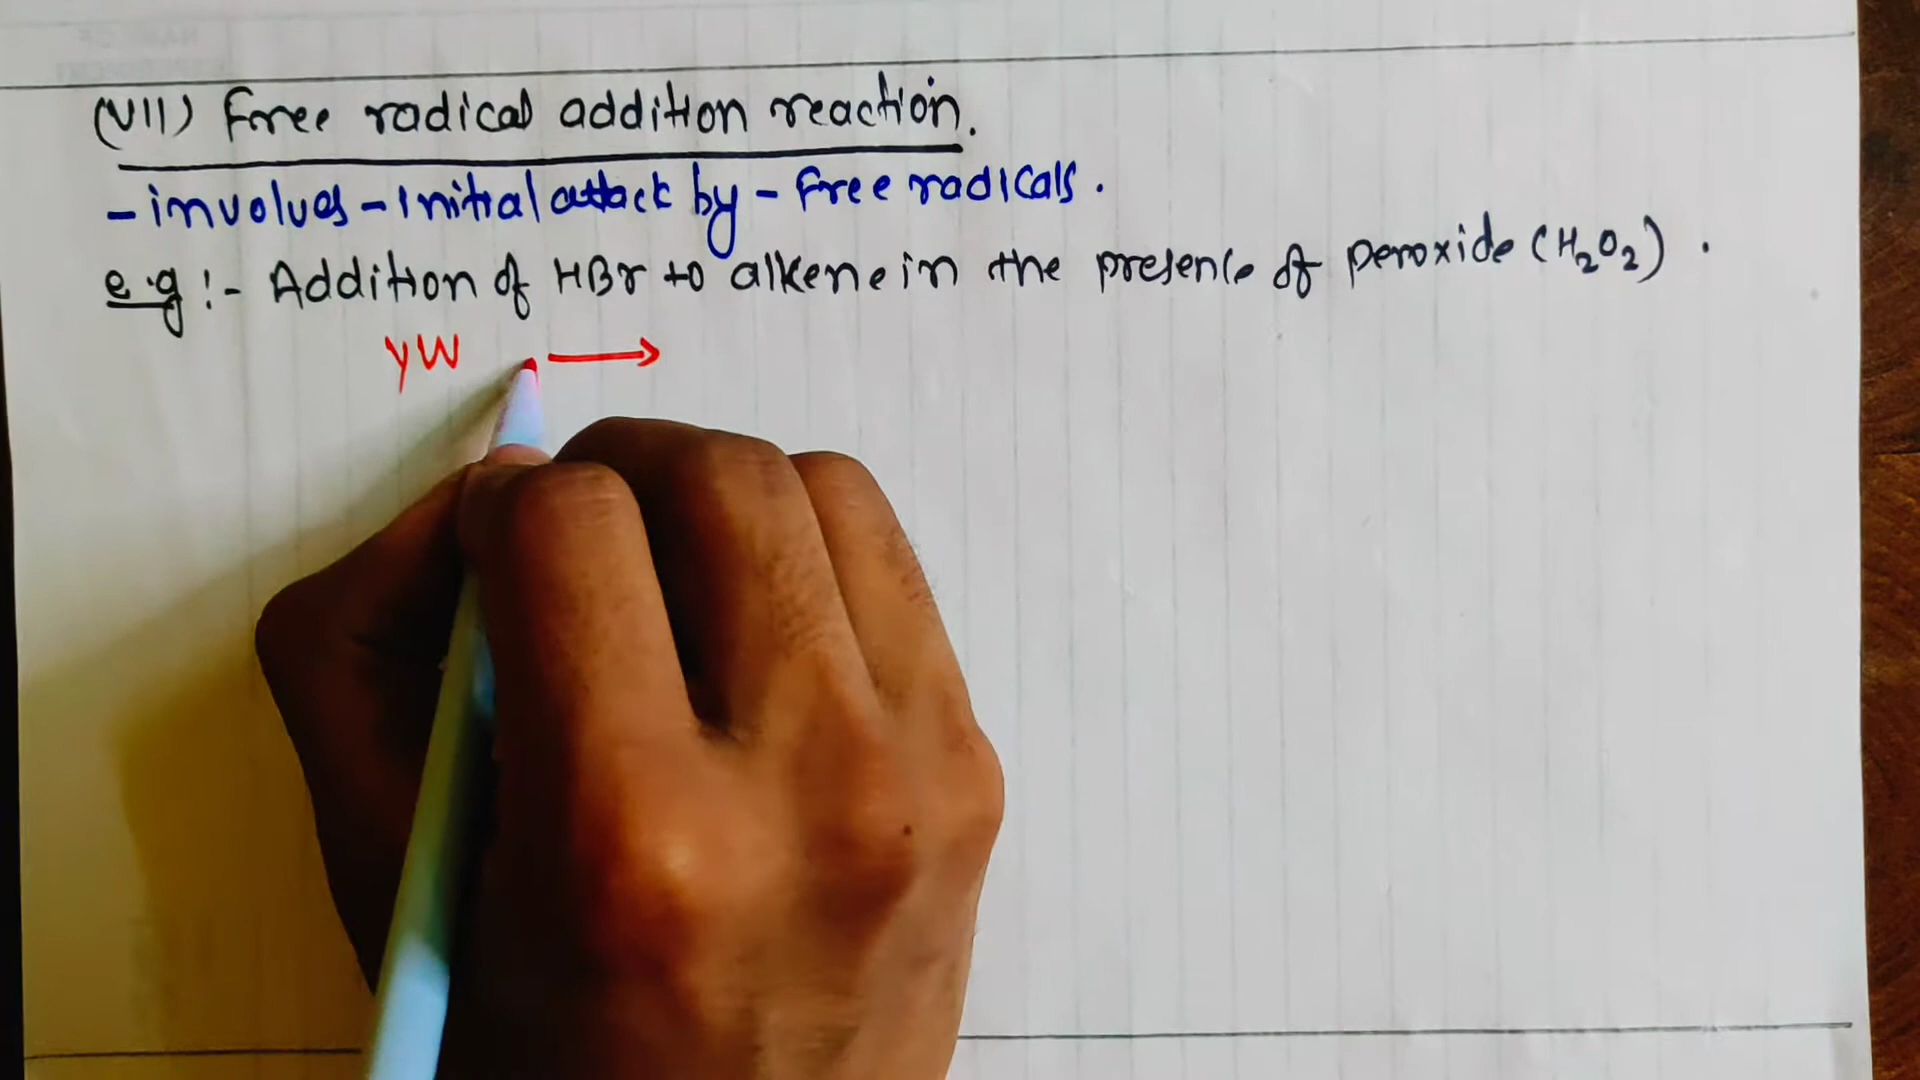 (VII) Free radical addition reaction.
- involves - Initial attack by - Free radicals.
e.g :- Addition of HBr to alkene in the presence of peroxide (H₂O₂).
YW →